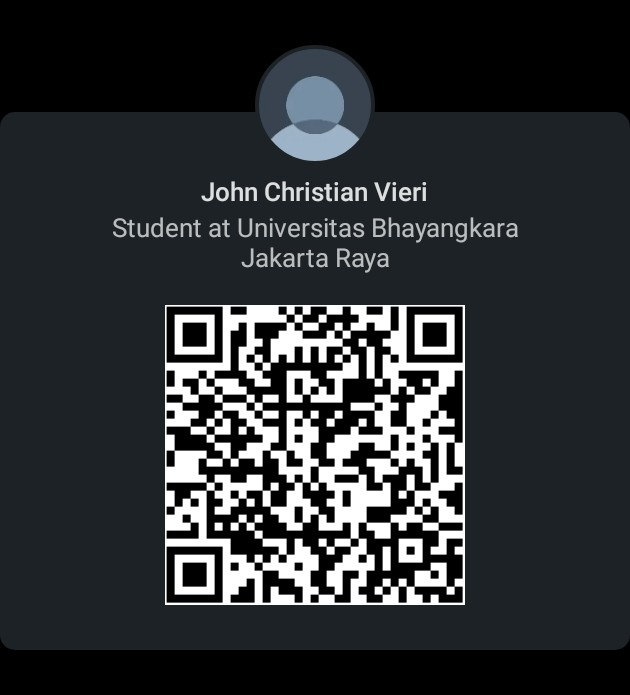 John Christian Vieri
Student at Universitas Bhayangkara
Jakarta Raya